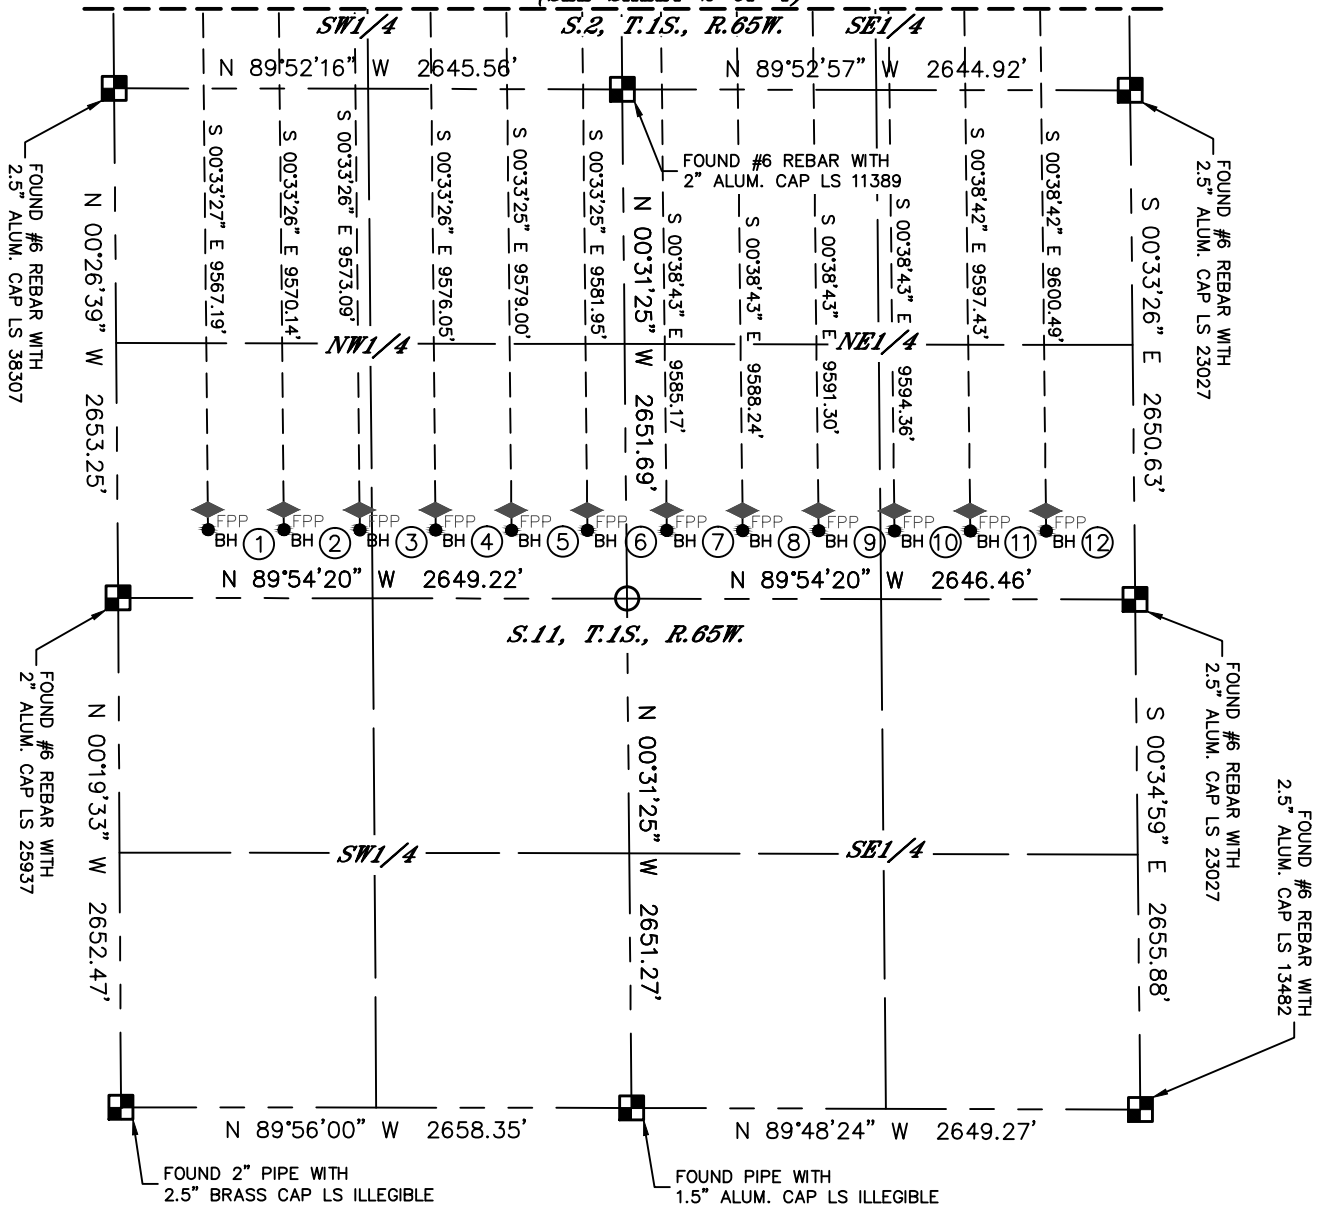 SW1/4 S.2, T.1S., R.65W. SE1/4
N 89°52'16" W 2645.56'
N 89°52'57" W 2644.92'
FOUND #6 REBAR WITH
2.5" ALUM. CAP LS 38307
N 00°26'39" W 2653.25'
S 00°33'27" E 9567.19'
S 00°33'26" E 9570.14'
S 00°33'26" E 9573.09'
S 00°33'26" E 9576.05'
S 00°33'25" E 9579.00'
S 00°33'25" E 9581.95'
FOUND #6 REBAR WITH
2" ALUM. CAP LS 11389
N 00°31'25" W 2651.69'
S 00°38'43" E 9585.17'
S 00°38'43" E 9588.24'
S 00°38'43" E 9591.30'
S 00°38'43" E 9594.36'
S 00°38'42" E 9597.43'
S 00°38'42" E 9600.49'
S 00°33'26" E 2650.63'
FOUND #6 REBAR WITH
2.5" ALUM. CAP LS 23027
NW1/4
NE1/4
FPP FPP FPP FPP FPP FPP FPP FPP FPP FPP FPP FPP
BH 1 BH 2 BH 3 BH 4 BH 5 BH 6 BH 7 BH 8 BH 9 BH 10 BH 11 BH 12
N 89°54'20" W 2649.22'
N 89°54'20" W 2646.46'
S.11, T.1S., R.65W.
FOUND #6 REBAR WITH
2" ALUM. CAP LS 25937
N 00°19'33" W 2652.47'
N 00°31'25" W 2651.27'
S 00°34'59" E 2655.88'
FOUND #6 REBAR WITH
2.5" ALUM. CAP LS 23027
FOUND #6 REBAR WITH
2.5" ALUM. CAP LS 13482
SW1/4
SE1/4
N 89°56'00" W 2658.35'
N 89°48'24" W 2649.27'
FOUND 2" PIPE WITH
2.5" BRASS CAP LS ILLEGIBLE
FOUND PIPE WITH
1.5" ALUM. CAP LS ILLEGIBLE